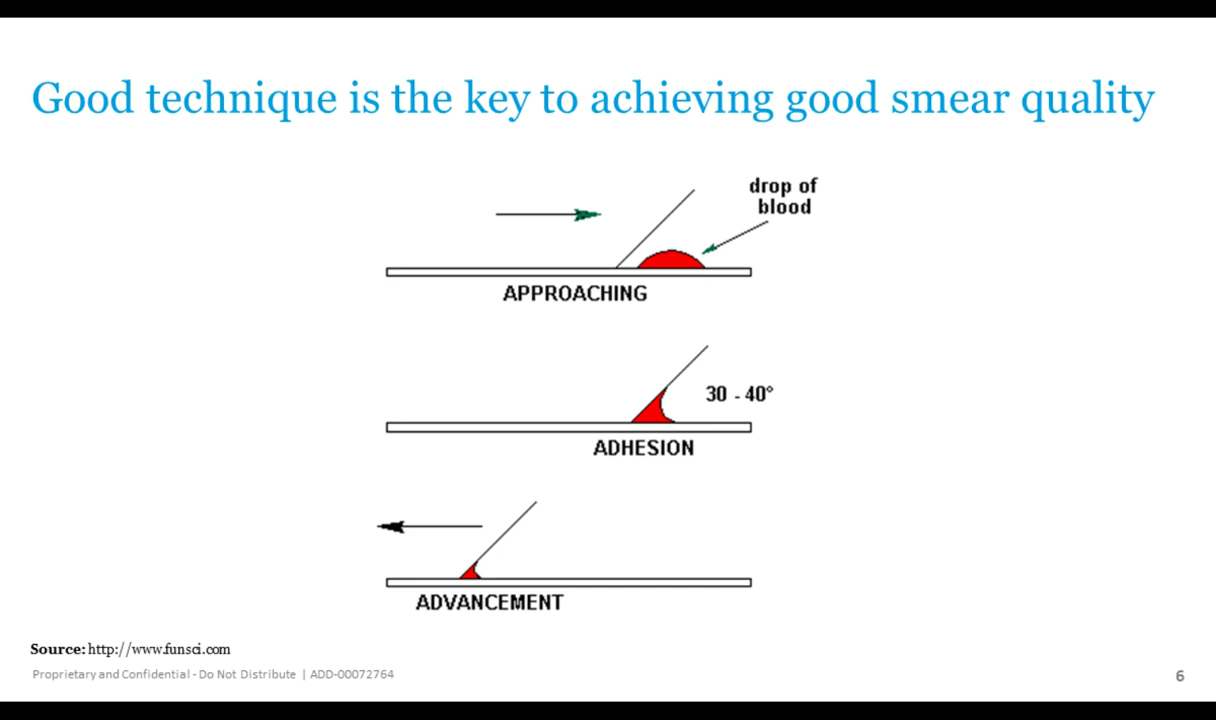 Good technique is the key to achieving good smear quality
drop of
blood
APPROACHING
30 - 40°
ADHESION
ADVANCEMENT
Source: http://www.funsci.com
Proprietary and Confidential - Do Not Distribute | ADD-00072764
6